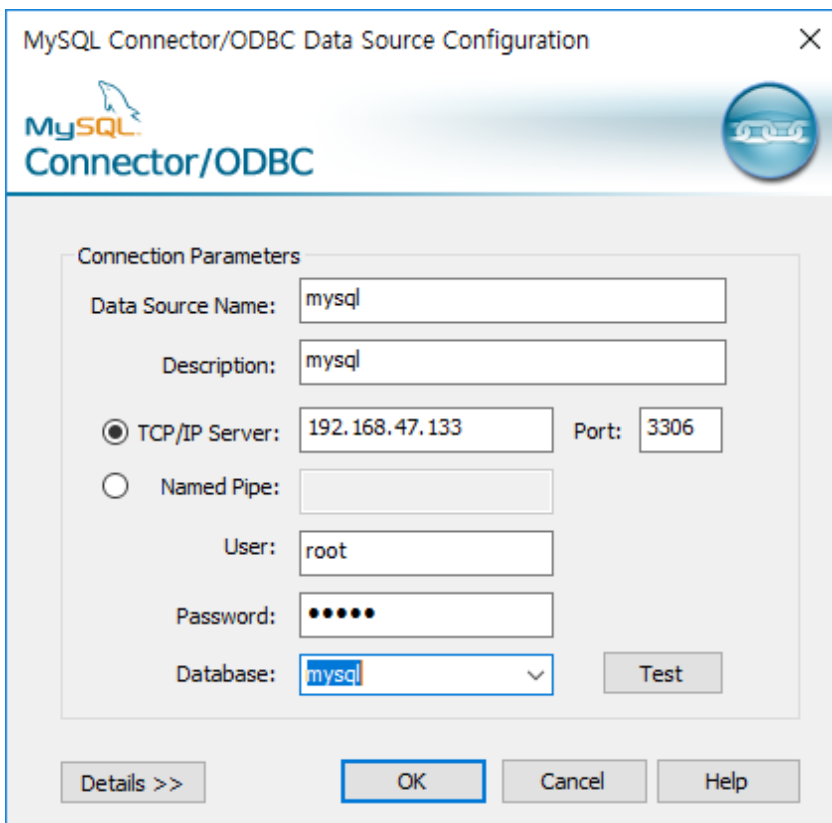 MySQL Connector/ODBC Data Source Configuration
MySQL
Connector/ODBC
Connection Parameters
Data Source Name: mysql
Description: mysql
TCP/IP Server: 192.168.47.133 Port: 3306
Named Pipe:
User: root
Password: •••••
Database: mysql Test
Details >> OK Cancel Help